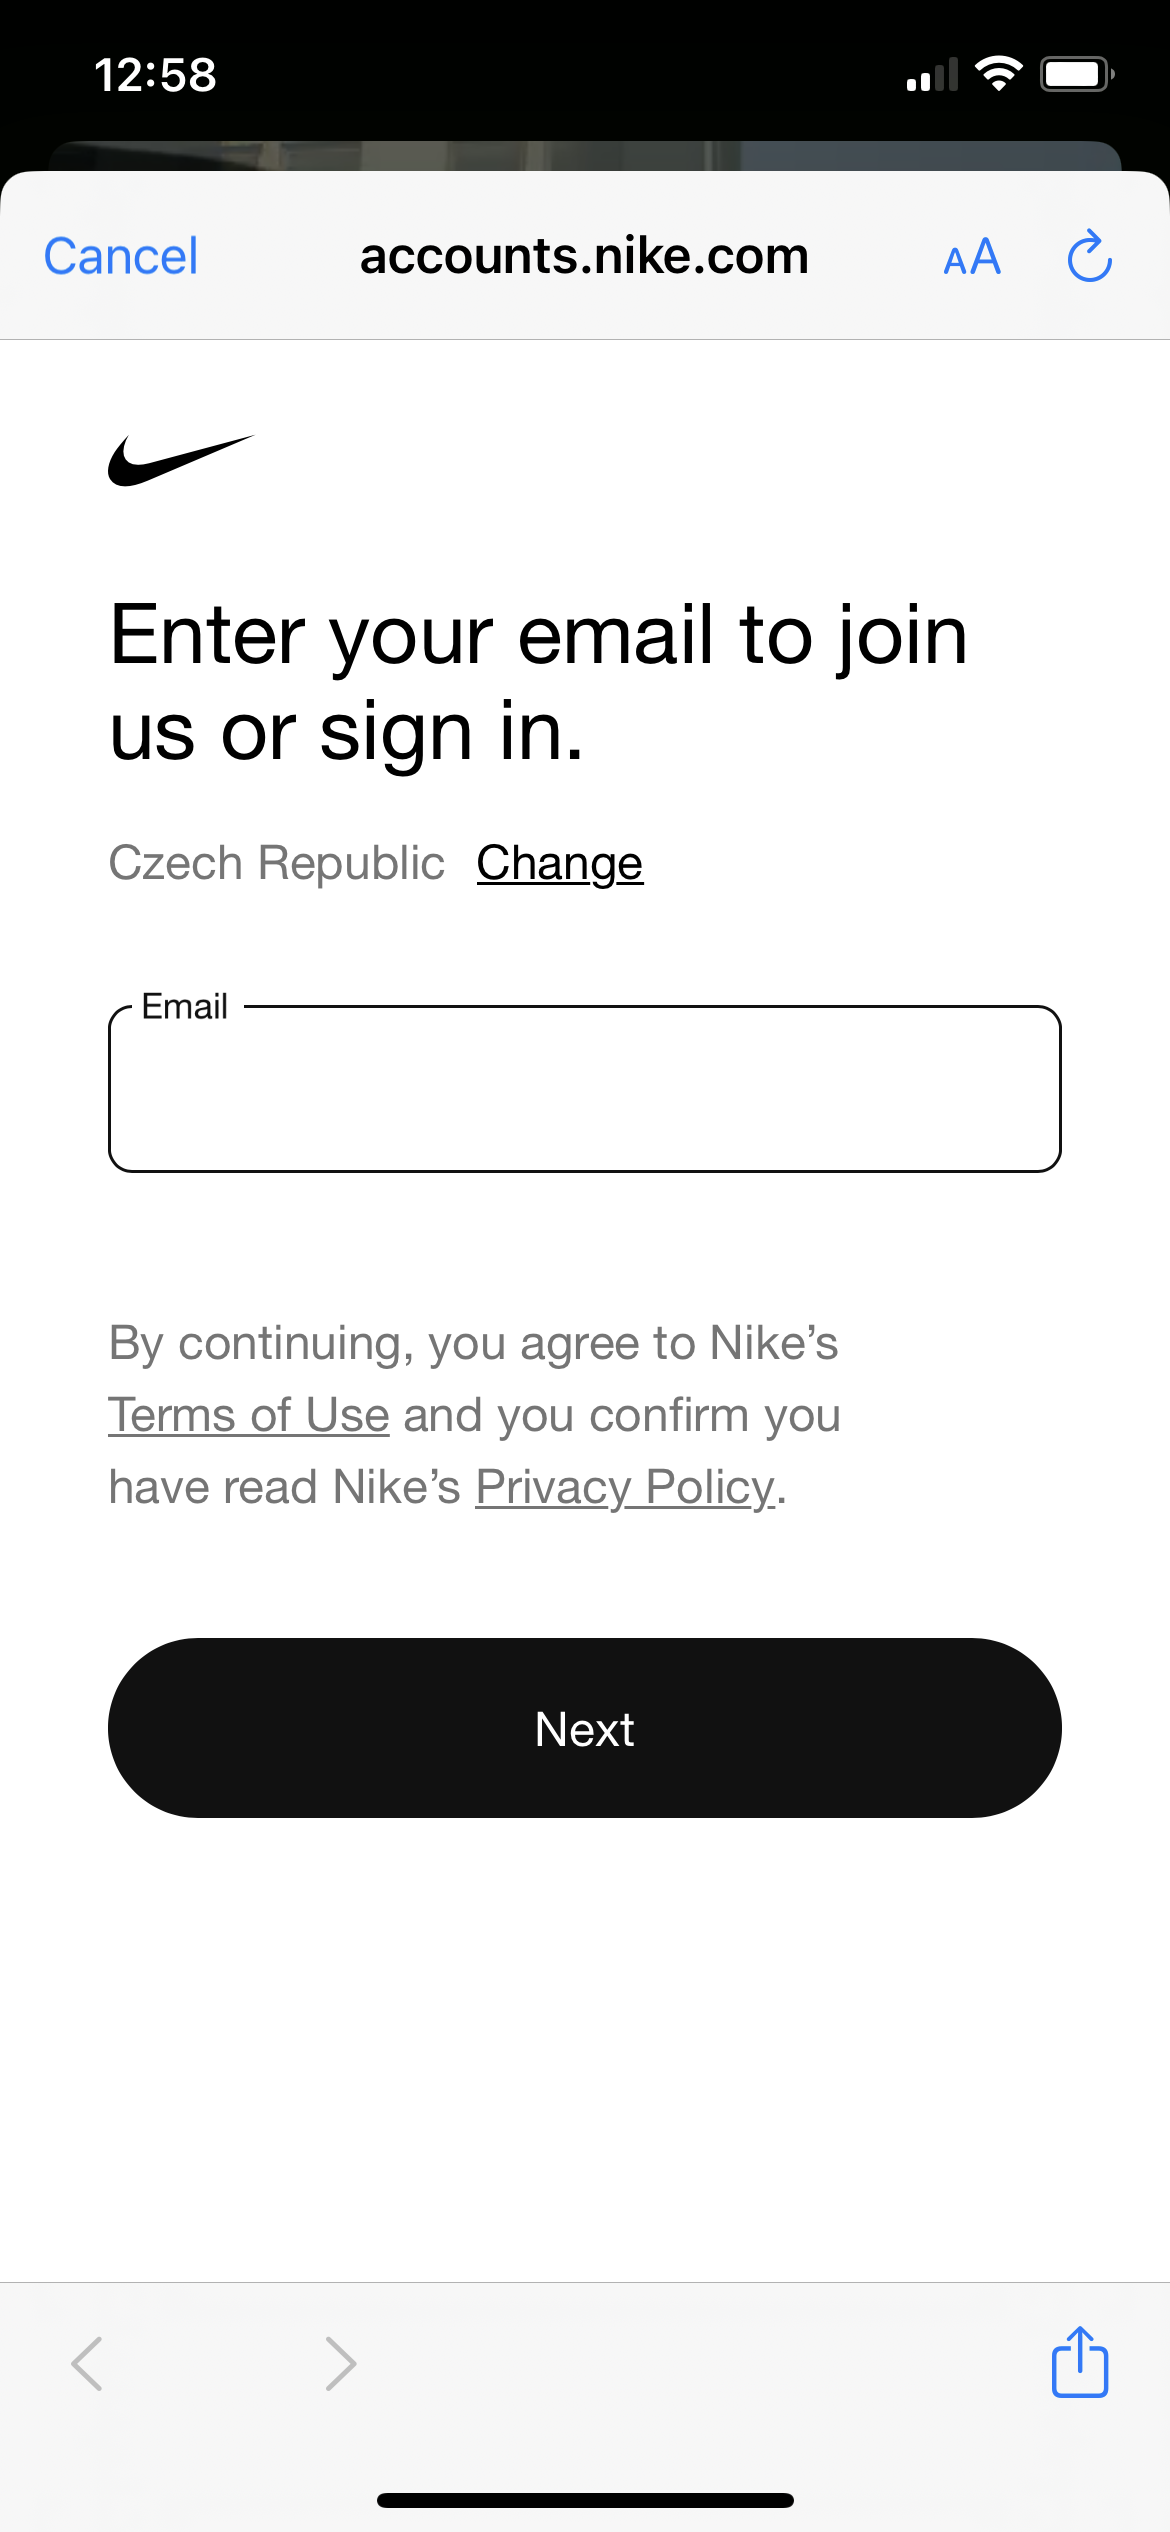 12:58
Cancel accounts.nike.com AA
Enter your email to join
us or sign in.
Czech Republic Change
Email
By continuing, you agree to Nike’s
Terms of Use and you confirm you
have read Nike’s Privacy Policy.
Next